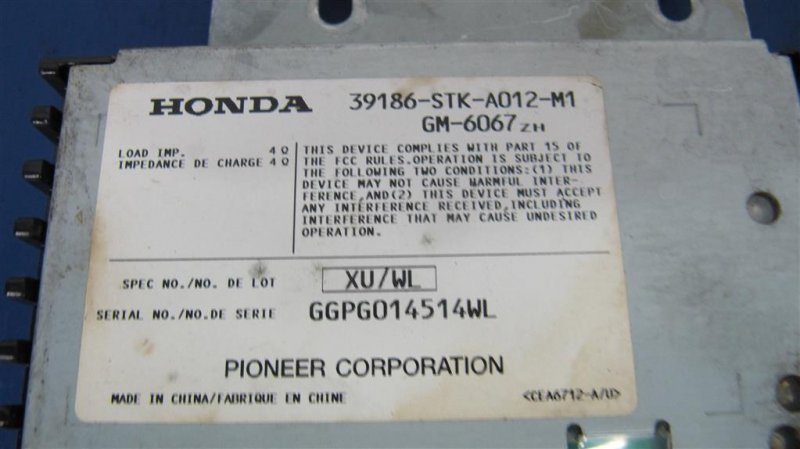 HONDA 39186-STK-A012-M1
GM-6067 ZH
LOAD IMP. 4Ω
IMPEDANCE DE CHARGE 4Ω
THIS DEVICE COMPLIES WITH PART 15 OF
THE FCC RULES.OPERATION IS SUBJECT TO
THE FOLLOWING TWO CONDITIONS:(1) THIS
DEVICE MAY NOT CAUSE HARMFUL INTER-
FERENCE,AND(2) THIS DEVICE MUST ACCEPT
ANY INTERFERENCE RECEIVED,INCLUDING
INTERFERENCE THAT MAY CAUSE UNDESIRED
OPERATION.
SPEC NO./NO. DE LOT XU/WL
SERIAL NO./NO.DE SERIE GGPG014514WL
PIONEER CORPORATION
MADE IN CHINA/FABRIQUE EN CHINE <CEA6712-A/U>